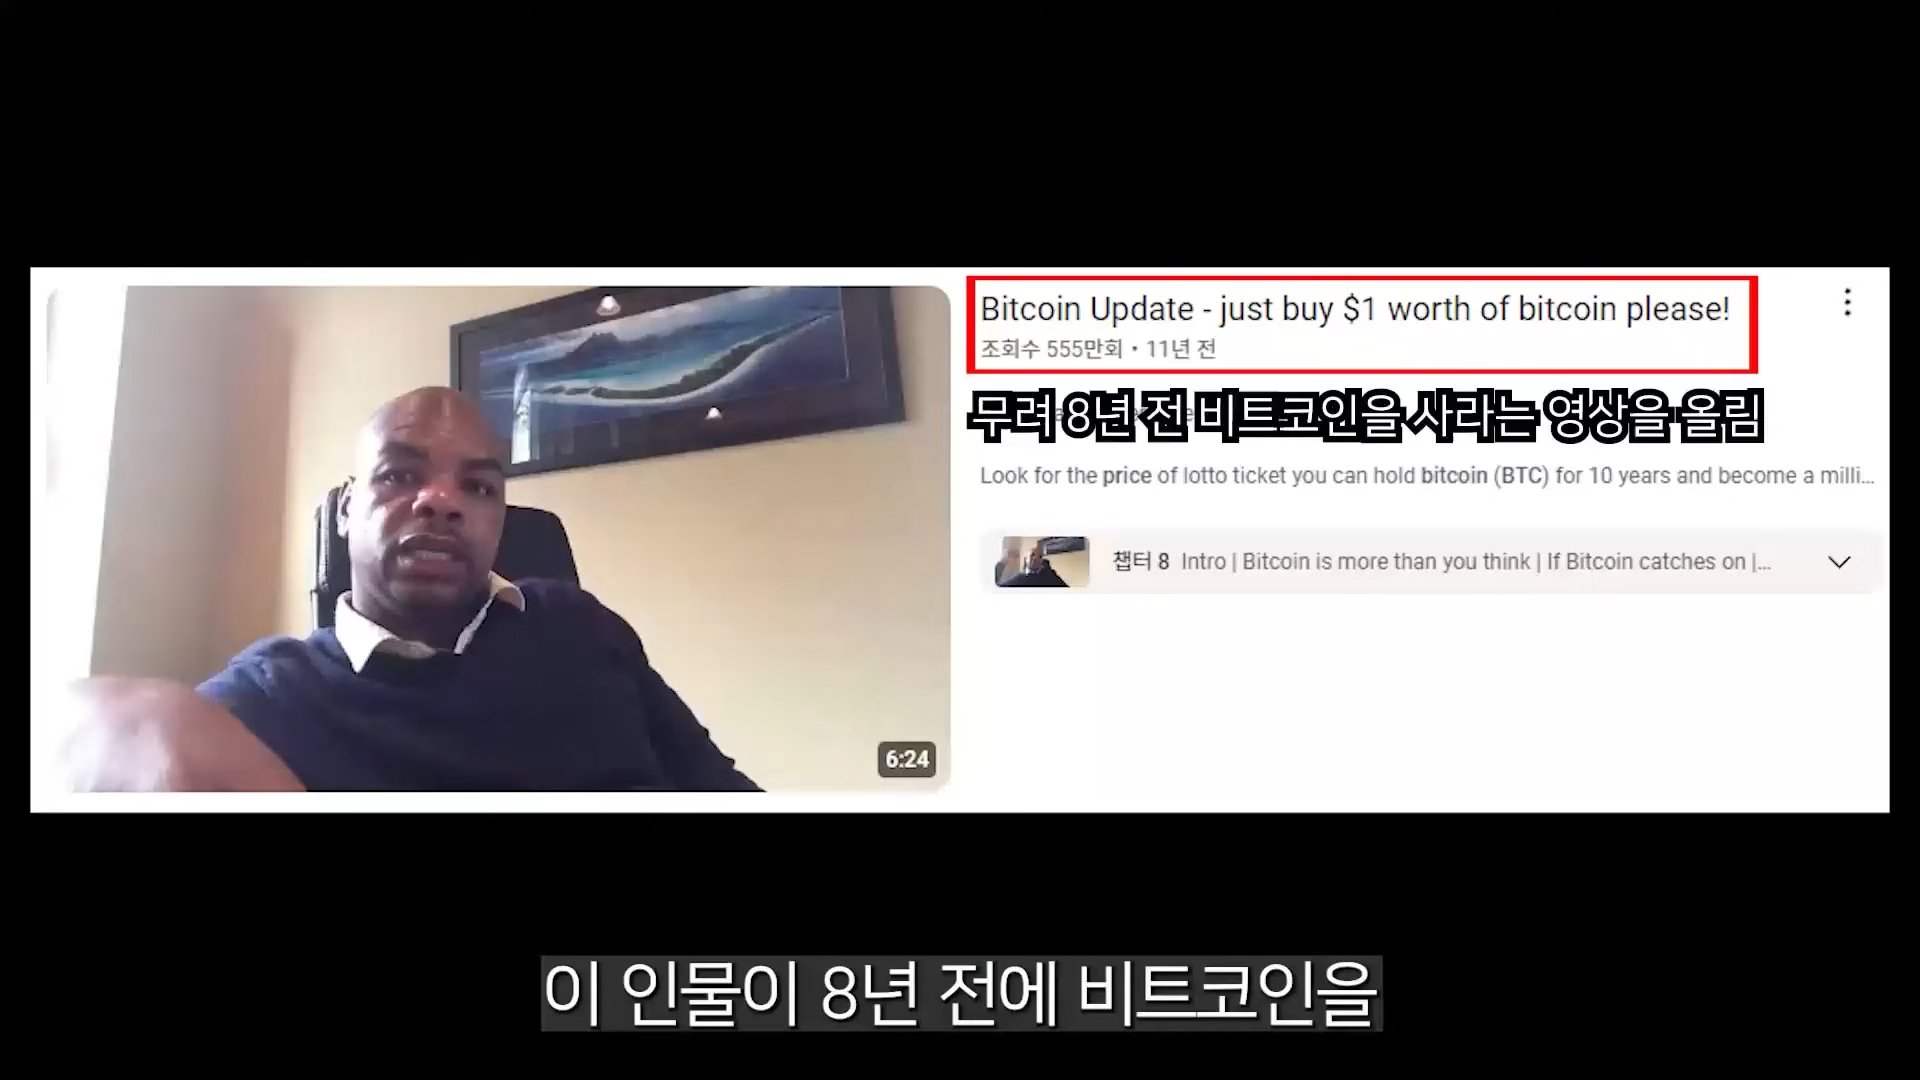 Bitcoin Update - just buy $1 worth of bitcoin please!
조회수 555만회 • 11년 전
무려 8년 전 비트코인을 사라는 영상을 올림
Look for the price of lotto ticket you can hold bitcoin (BTC) for 10 years and become a milli...
챕터 8 Intro | Bitcoin is more than you think | If Bitcoin catches on |...
6:24
이 인물이 8년 전에 비트코인을